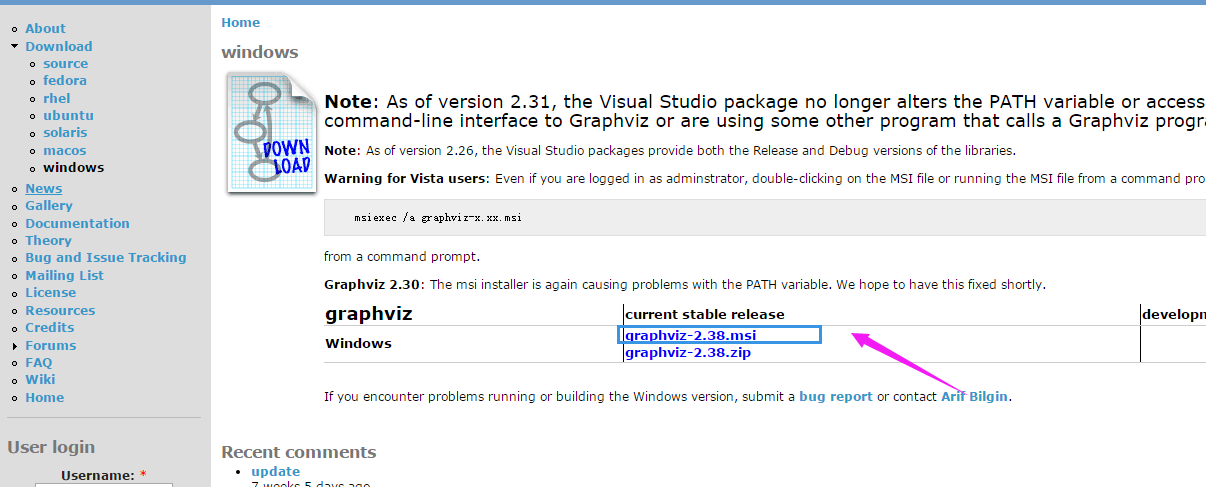 About
Download
source
fedora
rhel
ubuntu
solaris
macos
windows
News
Gallery
Documentation
Theory
Bug and Issue Tracking
Mailing List
License
Resources
Credits
Forums
FAQ
Wiki
Home
User login
Username: *
Home
windows
DOWN
LOAD
Note: As of version 2.31, the Visual Studio package no longer alters the PATH variable or access
command-line interface to Graphviz or are using some other program that calls a Graphviz progr
Note: As of version 2.26, the Visual Studio packages provide both the Release and Debug versions of the libraries.
Warning for Vista users: Even if you are logged in as adminstrator, double-clicking on the MSI file or running the MSI file from a command pro
msiexec /a graphviz-x.xx.msi
from a command prompt.
Graphviz 2.30: The msi installer is again causing problems with the PATH variable. We hope to have this fixed shortly.
graphviz current stable release developm
Windows graphviz-2.38.msi
graphviz-2.38.zip
If you encounter problems running or building the Windows version, submit a bug report or contact Arif Bilgin.
Recent comments
update
7 weeks 5 days ago